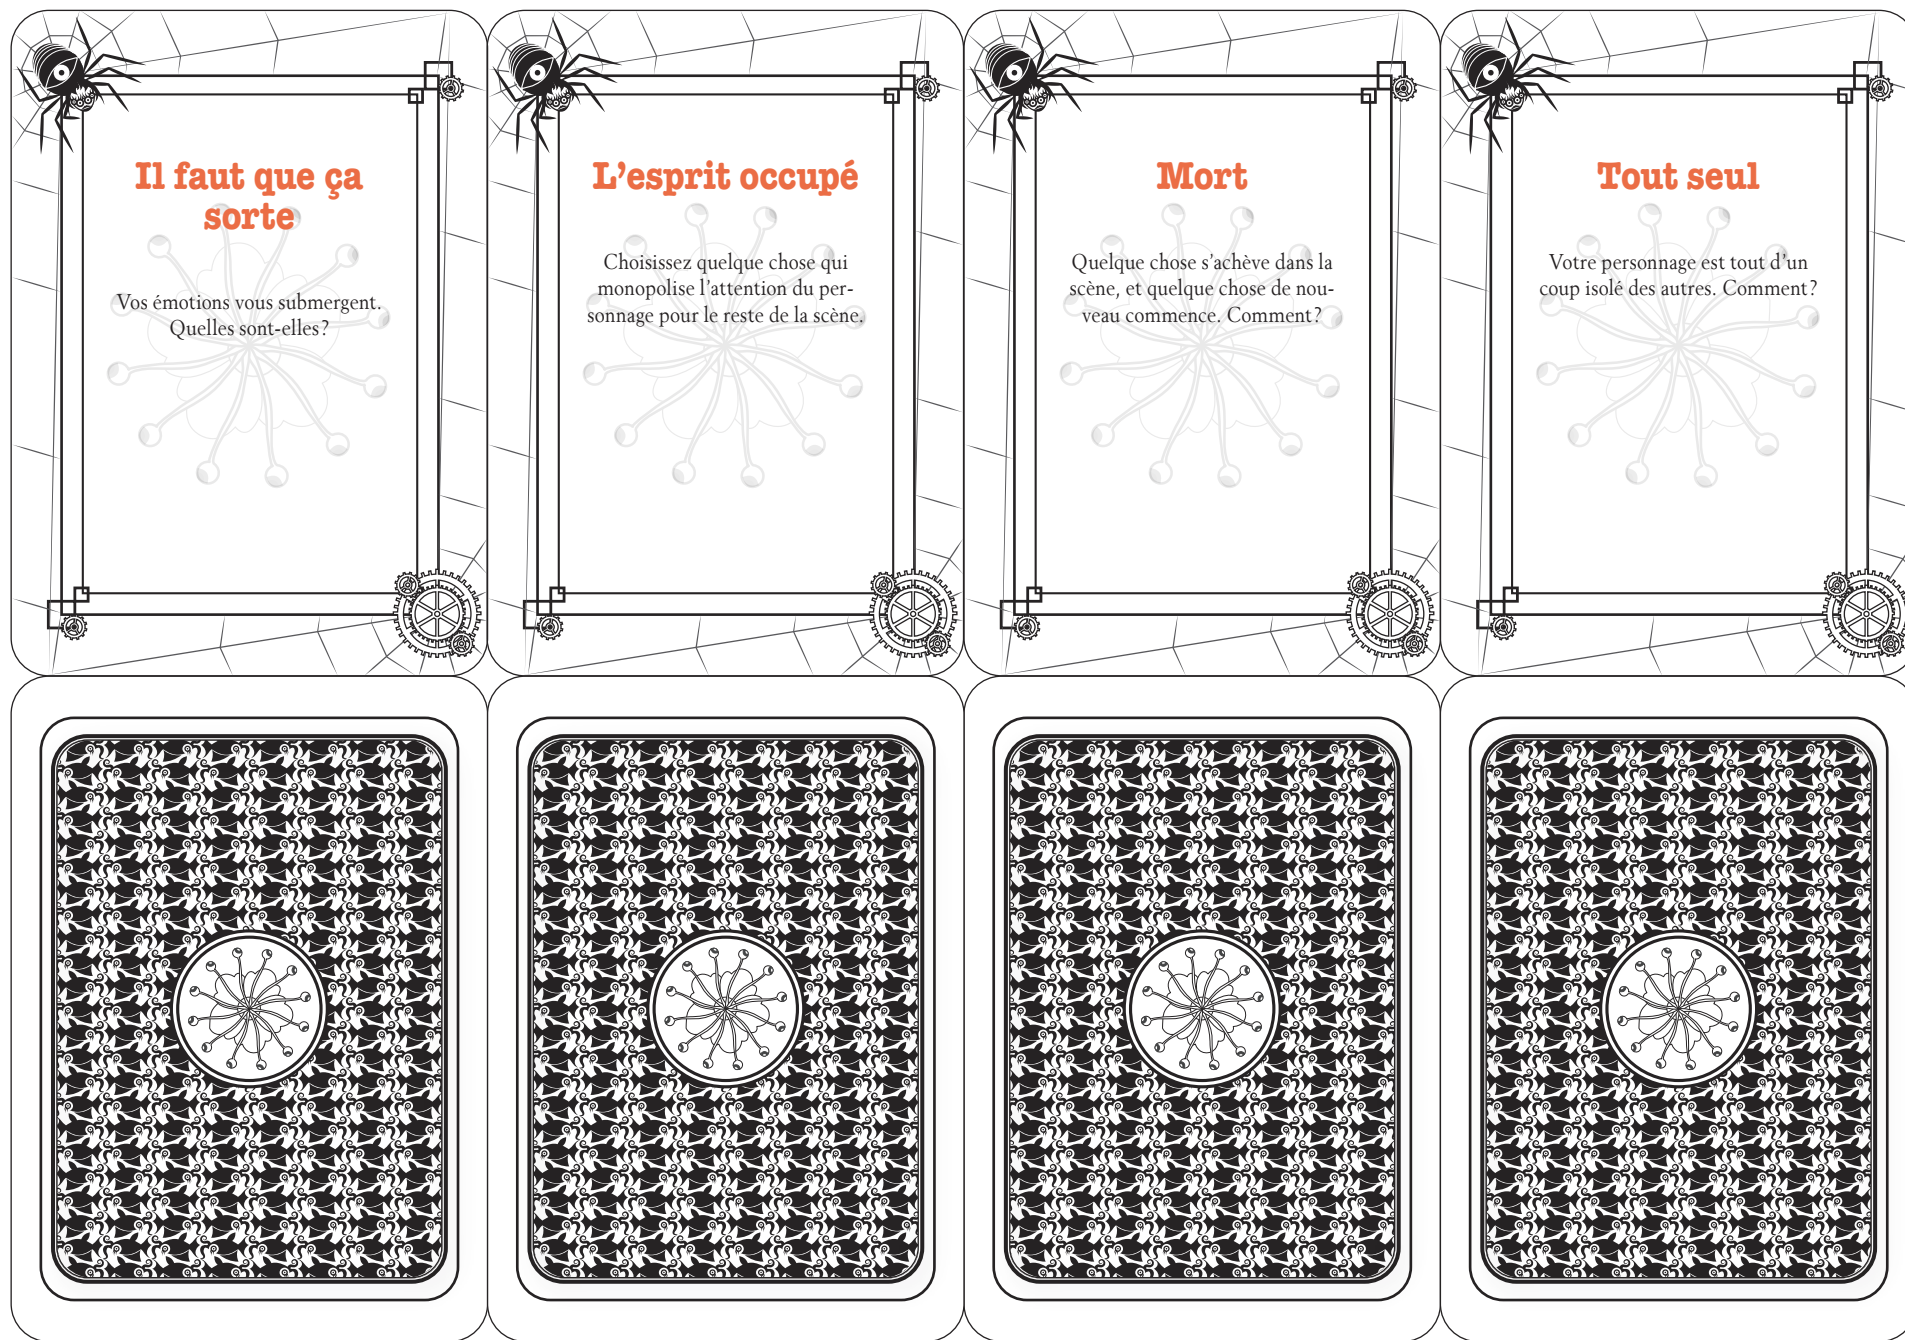 Il faut que ça
sorte
Vos émotions vous submergent.
Quelles sont-elles ?
L’esprit occupé
Choisissez quelque chose qui
monopolise l’attention du per-
sonnage pour le reste de la scène.
Mort
Quelque chose s’achève dans la
scène, et quelque chose de nou-
veau commence. Comment ?
Tout seul
Votre personnage est tout d’un
coup isolé des autres. Comment ?